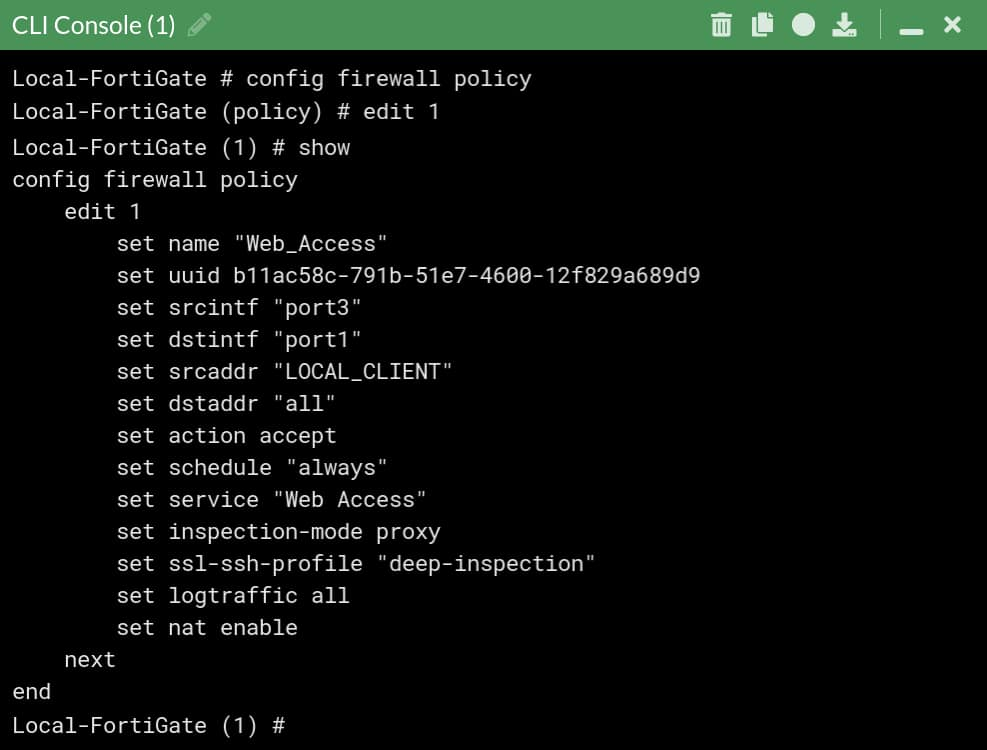 CLI Console (1)
Local-FortiGate # config firewall policy
Local-FortiGate (policy) # edit 1
Local-FortiGate (1) # show
config firewall policy
    edit 1
        set name "Web_Access"
        set uuid b11ac58c-791b-51e7-4600-12f829a689d9
        set srcintf "port3"
        set dstintf "port1"
        set srcaddr "LOCAL_CLIENT"
        set dstaddr "all"
        set action accept
        set schedule "always"
        set service "Web Access"
        set inspection-mode proxy
        set ssl-ssh-profile "deep-inspection"
        set logtraffic all
        set nat enable
    next
end
Local-FortiGate (1) #